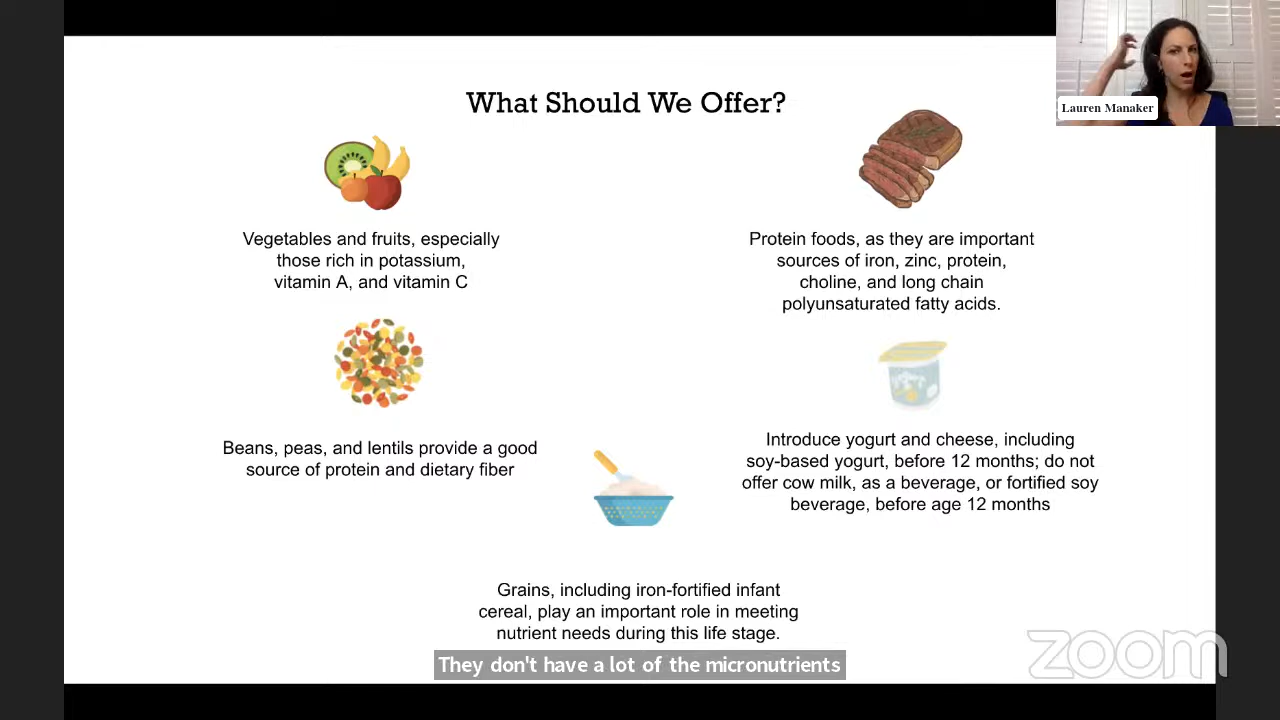 What Should We Offer?
Lauren Manaker
Vegetables and fruits, especially
those rich in potassium,
vitamin A, and vitamin C
Protein foods, as they are important
sources of iron, zinc, protein,
choline, and long chain
polyunsaturated fatty acids.
Beans, peas, and lentils provide a good
source of protein and dietary fiber
Introduce yogurt and cheese, including
soy-based yogurt, before 12 months; do not
offer cow milk, as a beverage, or fortified soy
beverage, before age 12 months
Grains, including iron-fortified infant
cereal, play an important role in meeting
nutrient needs during this life stage.
They don't have a lot of the micronutrients
zoom